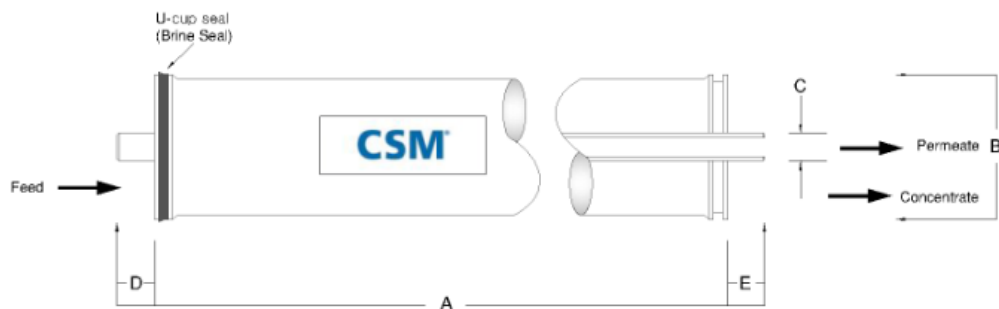 U-cup seal
(Brine Seal)
C
CSM®
Permeate
B
Feed
Concentrate
D
E
A